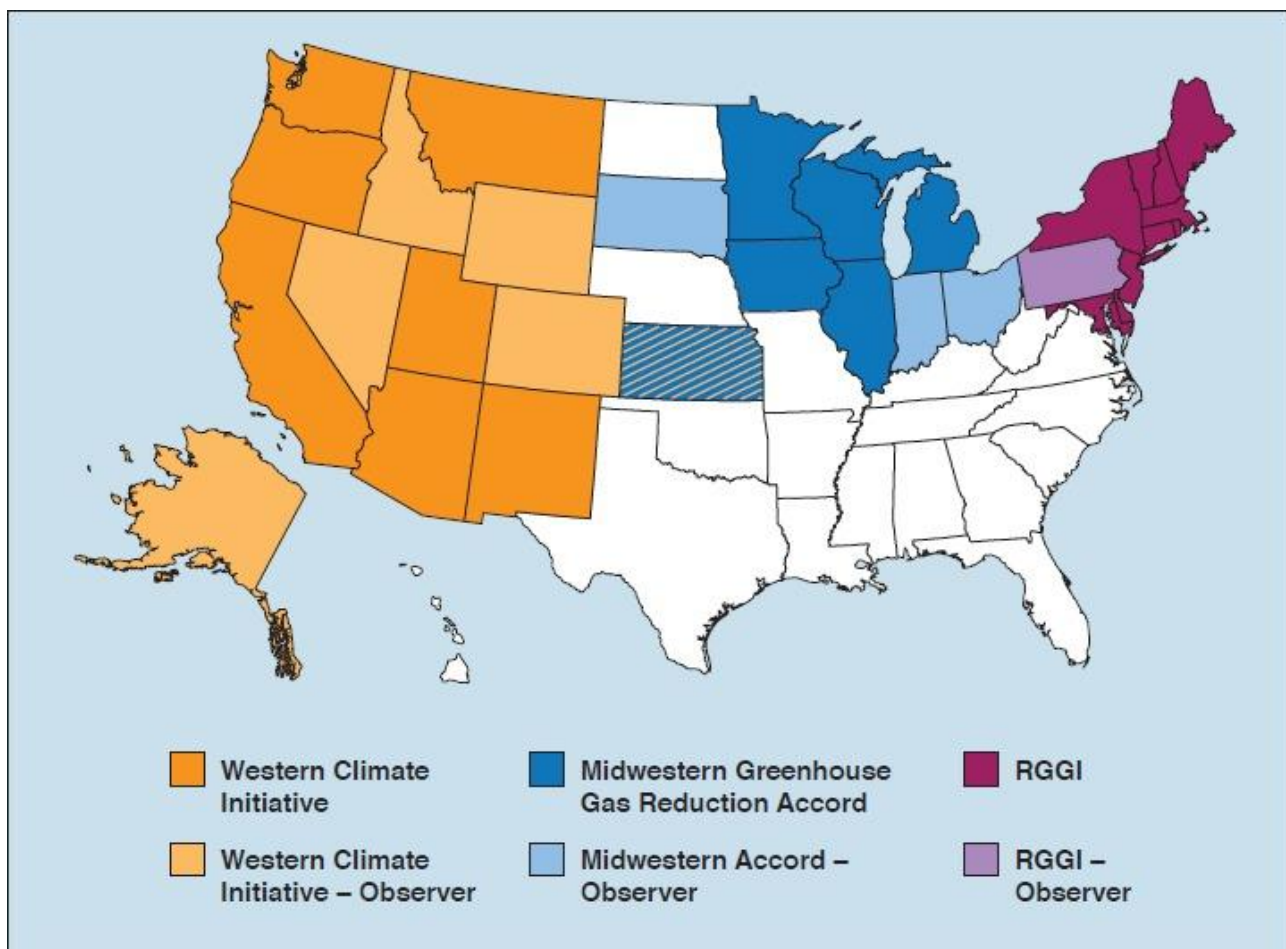 Western Climate
Initiative
Midwestern Greenhouse
Gas Reduction Accord
RGGI
Western Climate
Initiative – Observer
Midwestern Accord –
Observer
RGGI –
Observer